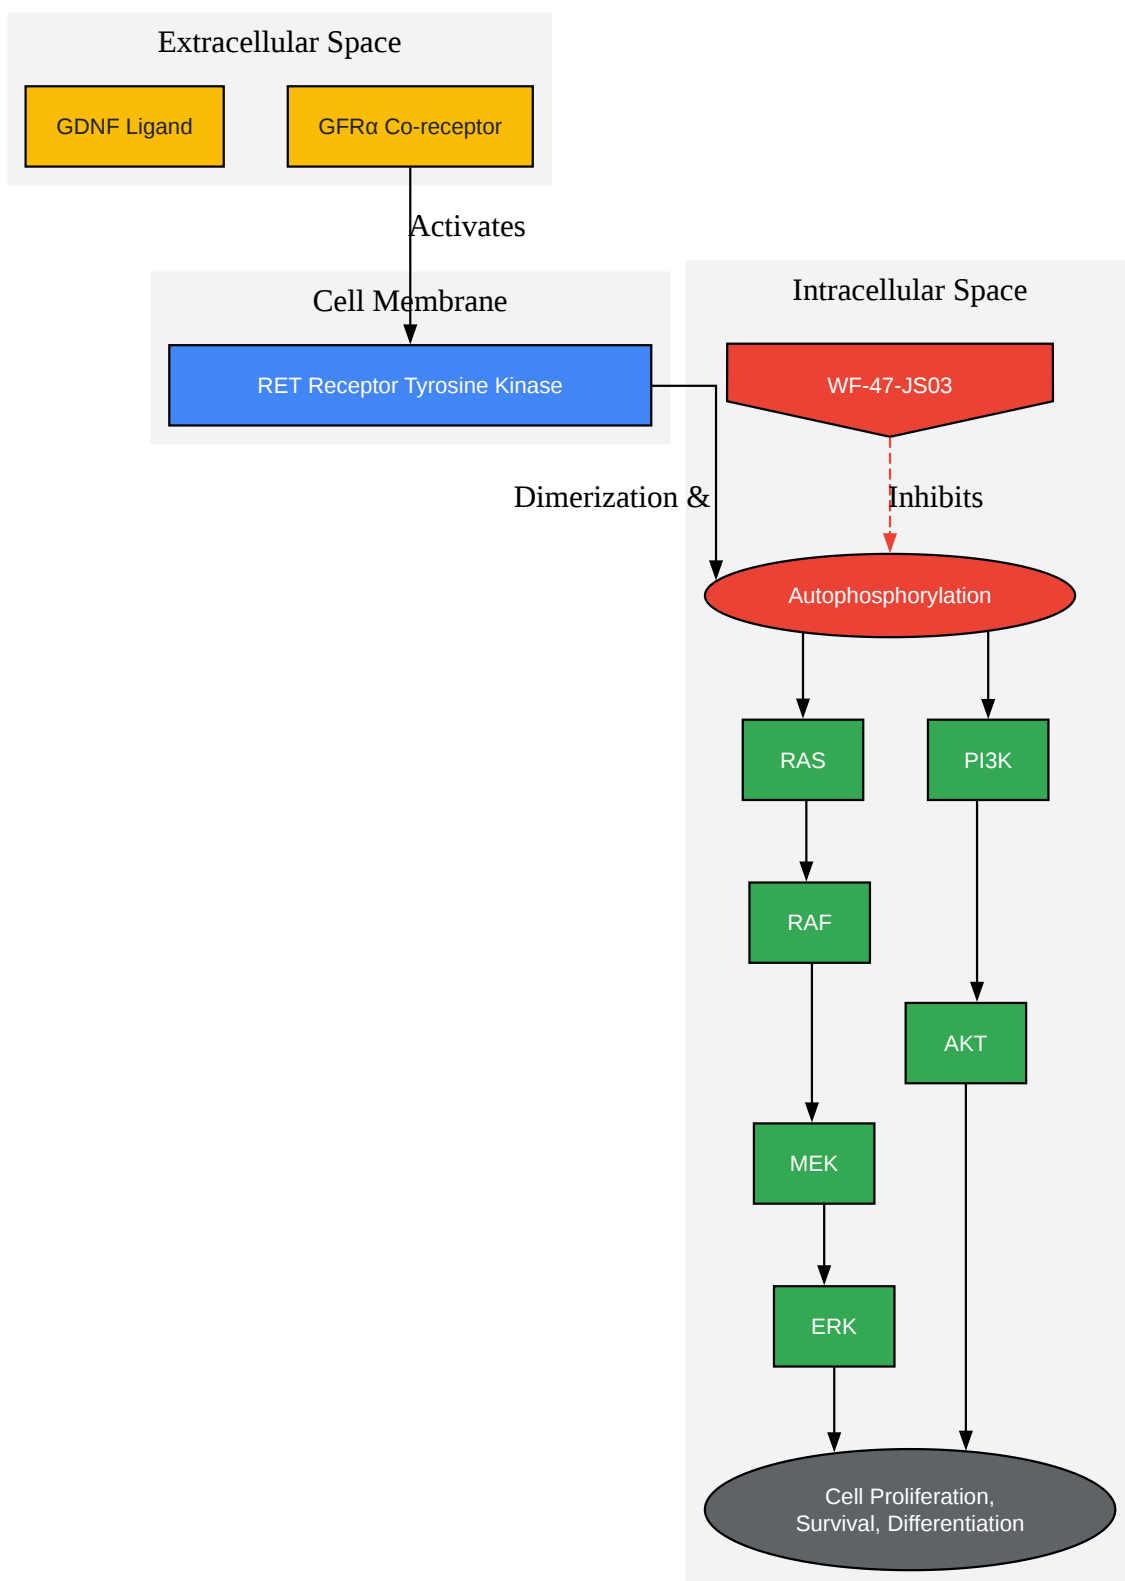 Extracellular Space
GDNF Ligand
GFRα Co-receptor
Activates
Cell Membrane
RET Receptor Tyrosine Kinase
Intracellular Space
WF-47-JS03
Dimerization &
Inhibits
Autophosphorylation
RAS
PI3K
RAF
AKT
MEK
ERK
Cell Proliferation,
Survival, Differentiation